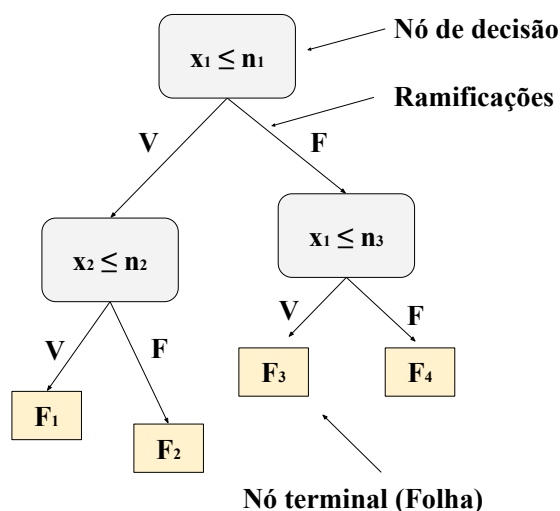 Nó de decisão
x₁ ≤ n₁
Ramificações
V
F
x₂ ≤ n₂
x₁ ≤ n₃
V
F
V
F
F₃
F₄
F₁
F₂
Nó terminal (Folha)